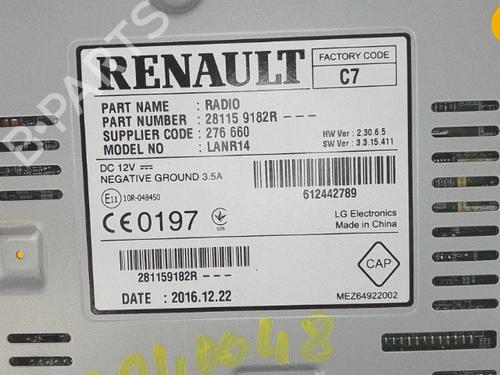 B-PARTS
RENAULT
FACTORY CODE
C7
PART NAME : RADIO
PART NUMBER : 28115 9182R - - -
SUPPLIER CODE : 276 660
MODEL NO : LANR14
HW Ver : 2.30.6.5
SW Ver : 3.3.15.411
DC 12V
NEGATIVE GROUND 3.5A
E11 10R-048450
CE0197
026
612442789
LG Electronics
Made in China
281159182R - - -
DATE : 2016.12.22
CAP
MEZ64922002